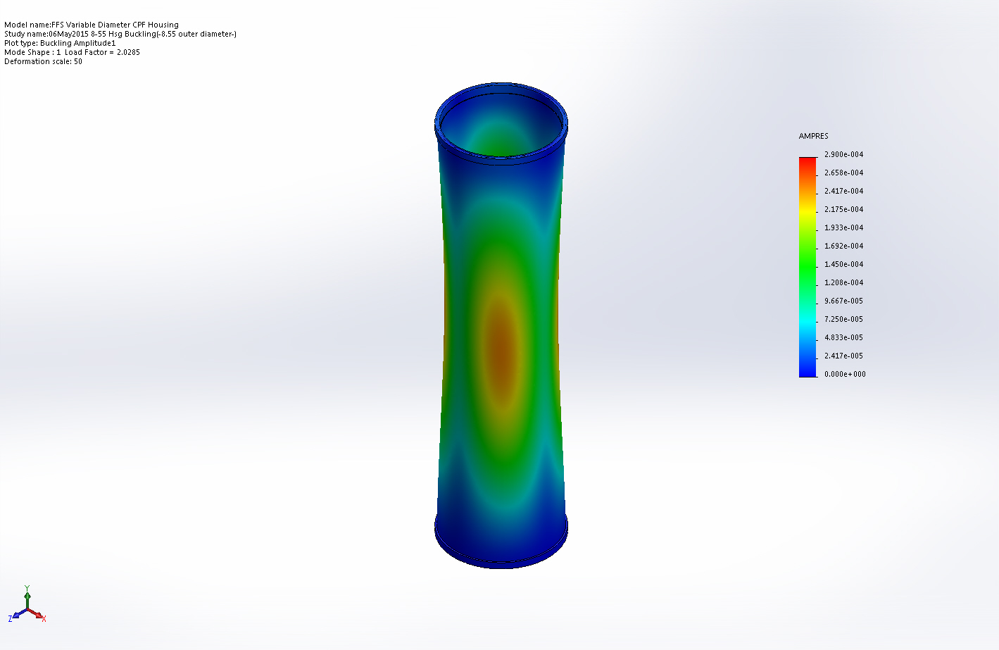 Model name:FFS Variable Diameter CPF Housing
Study name:06May2015 8-55 Hsg Buckling(-8.55 outer diameter-)
Plot type: Buckling Amplitude1
Mode Shape : 1 Load Factor = 2.0285
Deformation scale: 50
AMPRES
2.900e-004
2.658e-004
2.417e-004
2.175e-004
1.933e-004
1.692e-004
1.450e-004
1.208e-004
9.667e-005
7.250e-005
4.833e-005
2.417e-005
0.000e+000
Y
Z
X